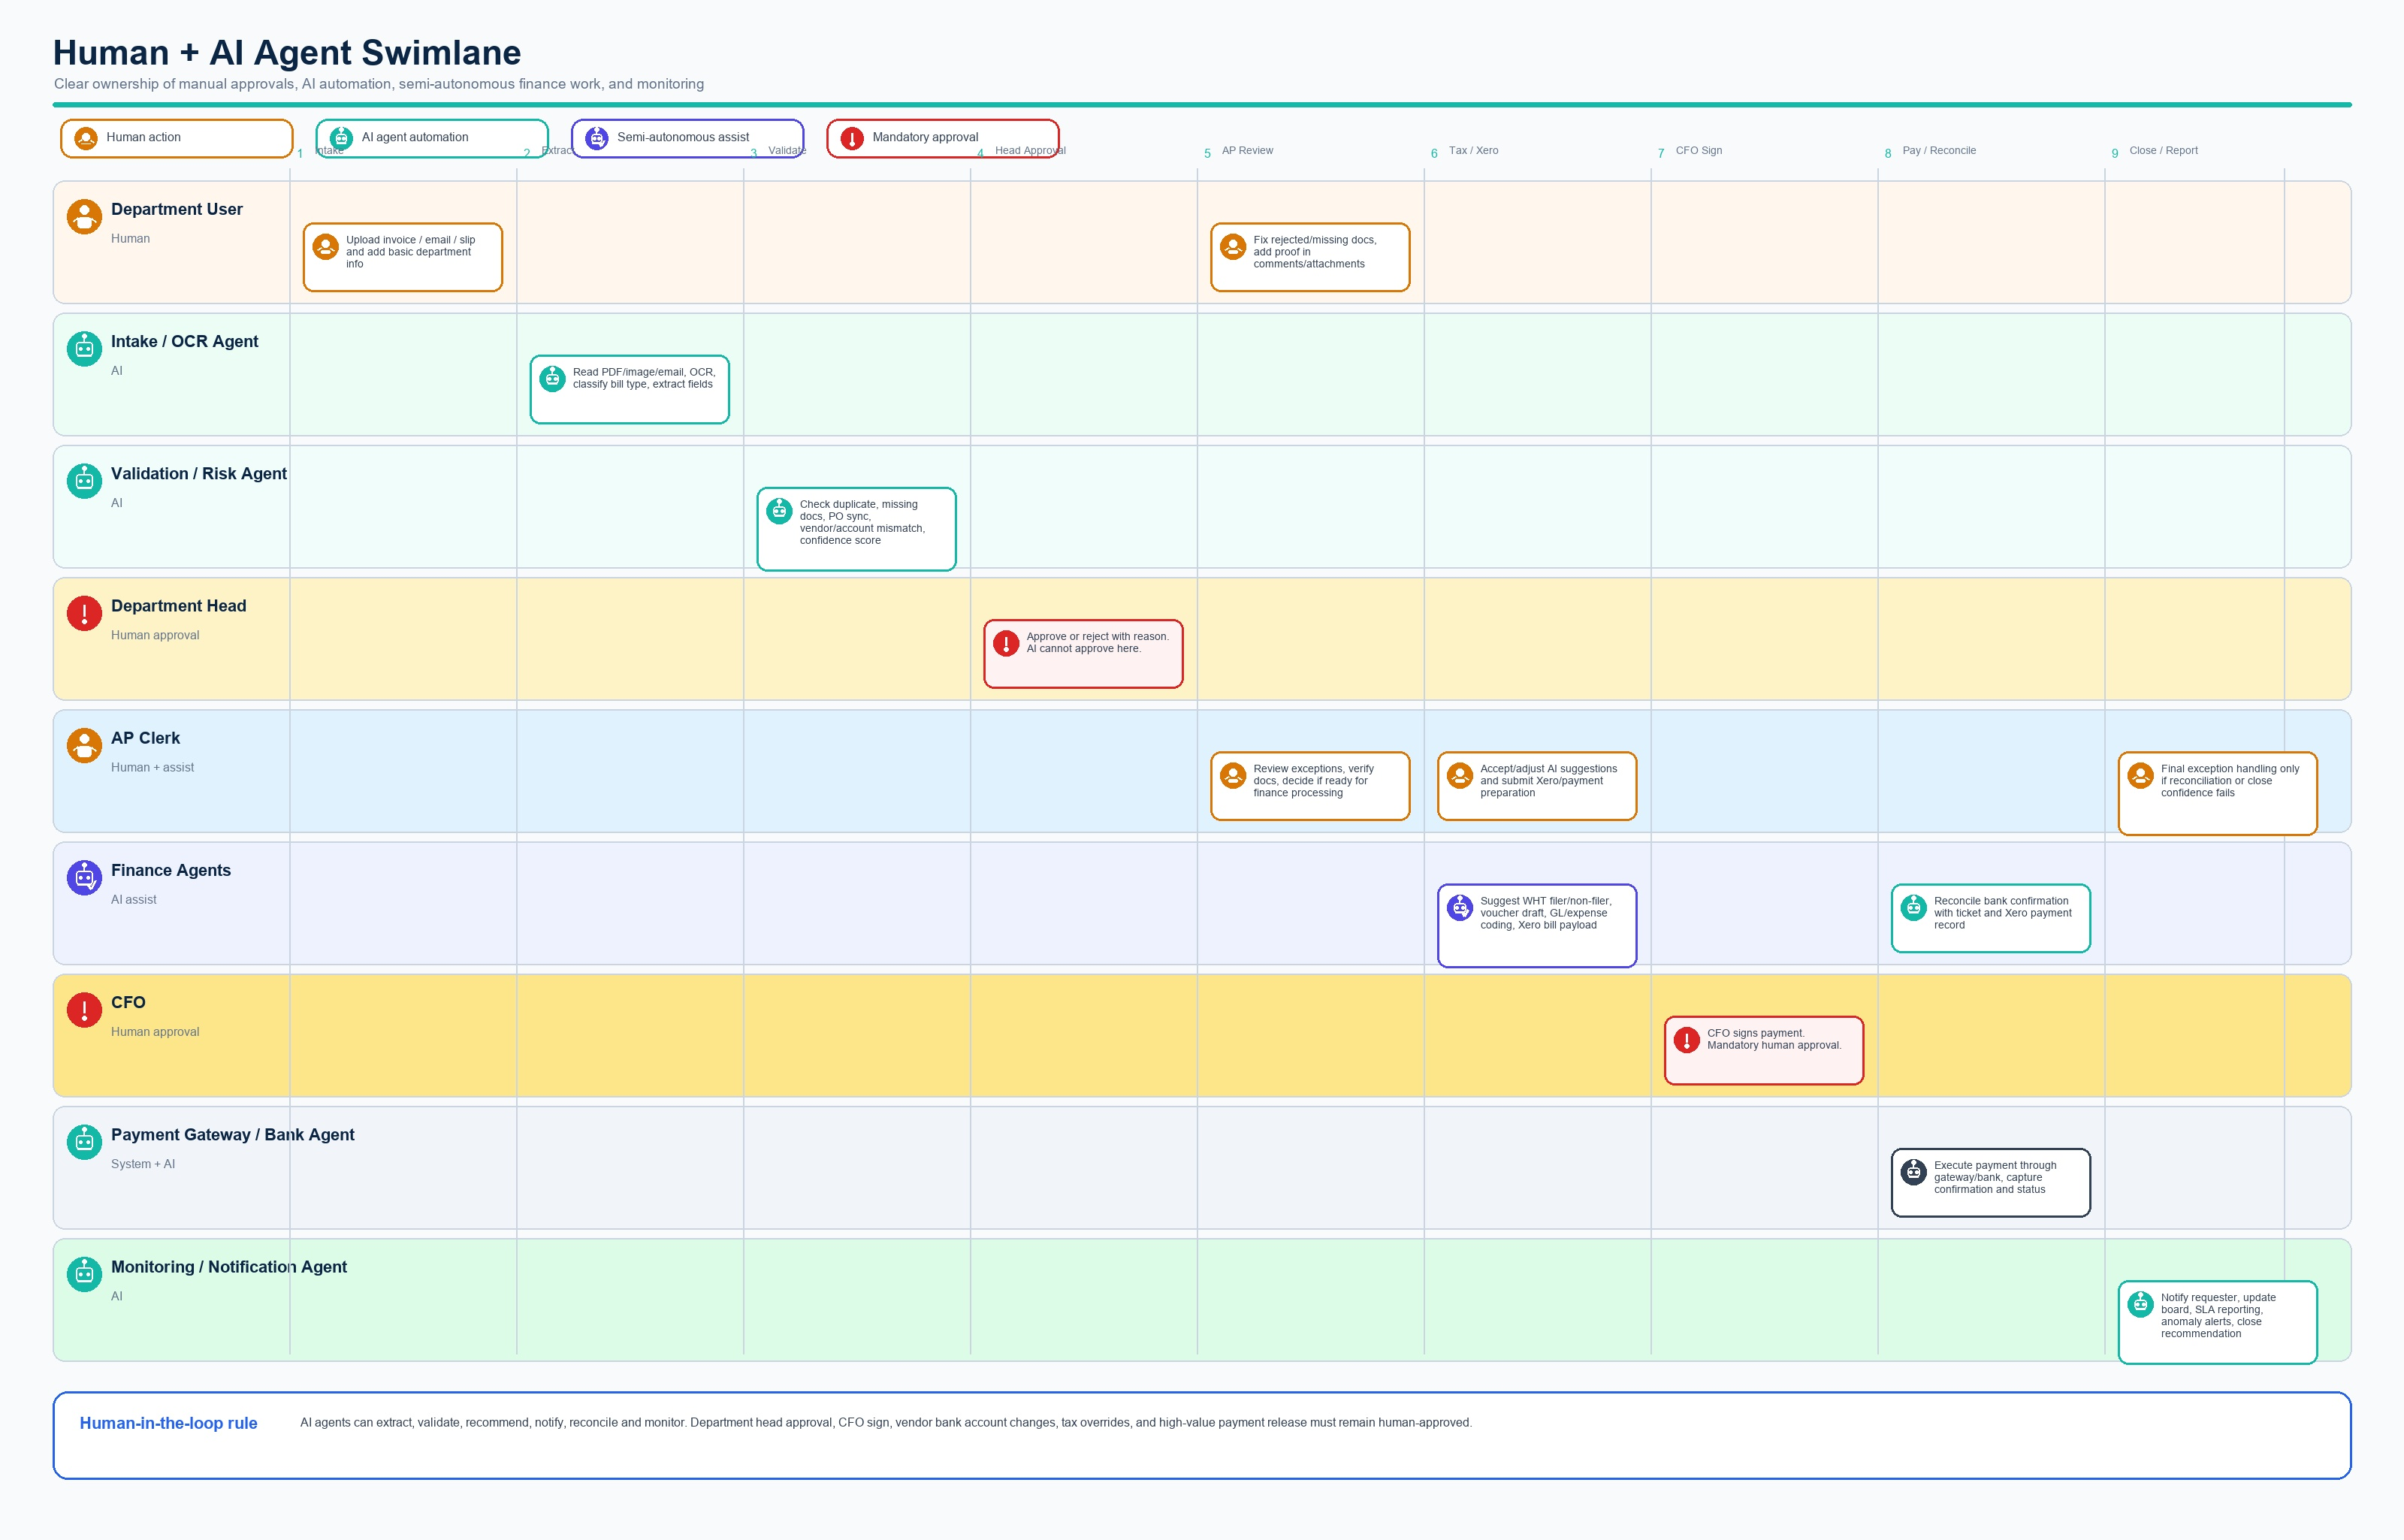 Human + AI Agent Swimlane
Clear ownership of manual approvals, AI automation, semi-autonomous finance work, and monitoring
Human action
AI agent automation
Semi-autonomous assist
Mandatory approval
1 Intake
2 Extract
3 Validate
4 Head Approval
5 AP Review
6 Tax / Xero
7 CFO Sign
8 Pay / Reconcile
9 Close / Report
Department User
Human
Upload invoice / email / slip
and add basic department
info
Fix rejected/missing docs,
add proof in
comments/attachments
Intake / OCR Agent
AI
Read PDF/image/email, OCR,
classify bill type, extract fields
Validation / Risk Agent
AI
Check duplicate, missing
docs, PO sync,
vendor/account mismatch,
confidence score
Department Head
Human approval
Approve or reject with reason.
AI cannot approve here.
AP Clerk
Human + assist
Review exceptions, verify
docs, decide if ready for
finance processing
Accept/adjust AI suggestions
and submit Xero/payment
preparation
Final exception handling only
if reconciliation or close
confidence fails
Finance Agents
AI assist
Suggest WHT filer/non-filer,
voucher draft, GL/expense
coding, Xero bill payload
Reconcile bank confirmation
with ticket and Xero payment
record
CFO
Human approval
CFO signs payment.
Mandatory human approval.
Payment Gateway / Bank Agent
System + AI
Execute payment through
gateway/bank, capture
confirmation and status
Monitoring / Notification Agent
AI
Notify requester, update
board, SLA reporting,
anomaly alerts, close
recommendation
Human-in-the-loop rule
AI agents can extract, validate, recommend, notify, reconcile and monitor. Department head approval, CFO sign, vendor bank account changes, tax overrides, and high-value payment release must remain human-approved.